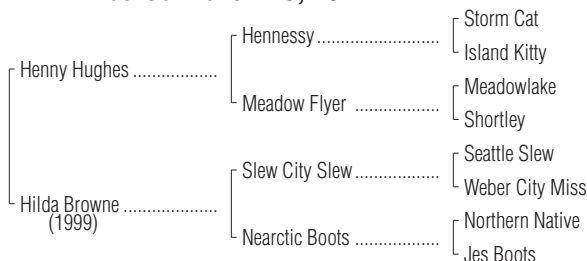 Storm Cat
Hennessy ..............................
Island Kitty
Henny Hughes .....................
Meadowlake
Meadow Flyer .....................
Shortley
Seattle Slew
Slew City Slew .....................
Weber City Miss
Hilda Browne .......................
(1999)
Northern Native
Nearctic Boots .....................
Jes Boots